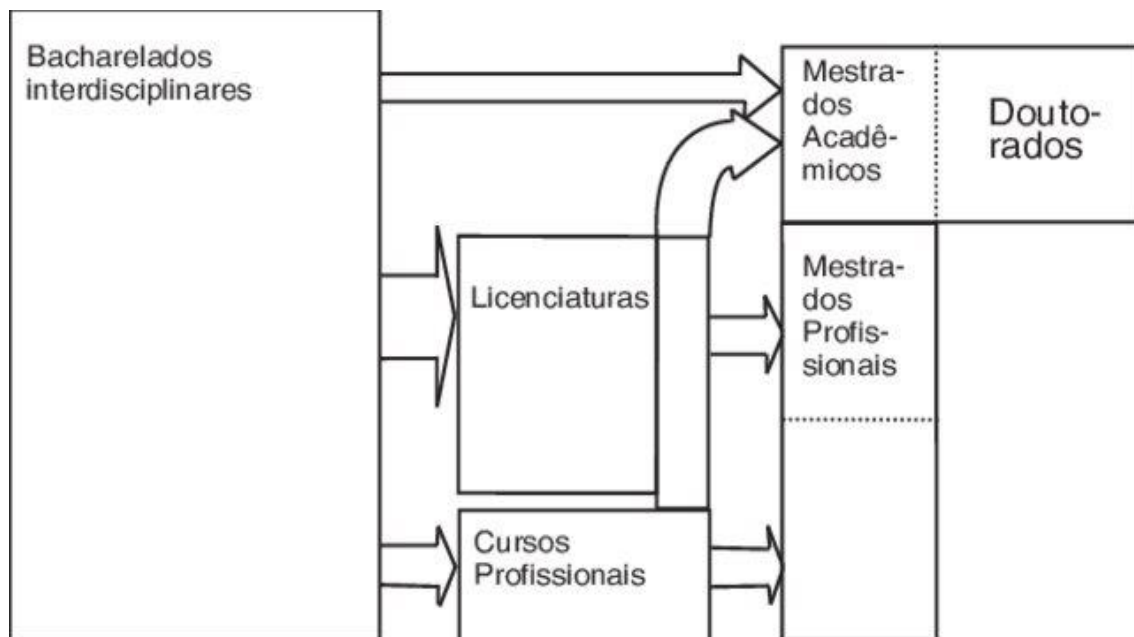 Bacharelados
interdisciplinares
Mestra-
dos
Acadê-
micos
Douto-
rados
Licenciaturas
Mestra-
dos
Profis-
sionais
Cursos
Profissionais